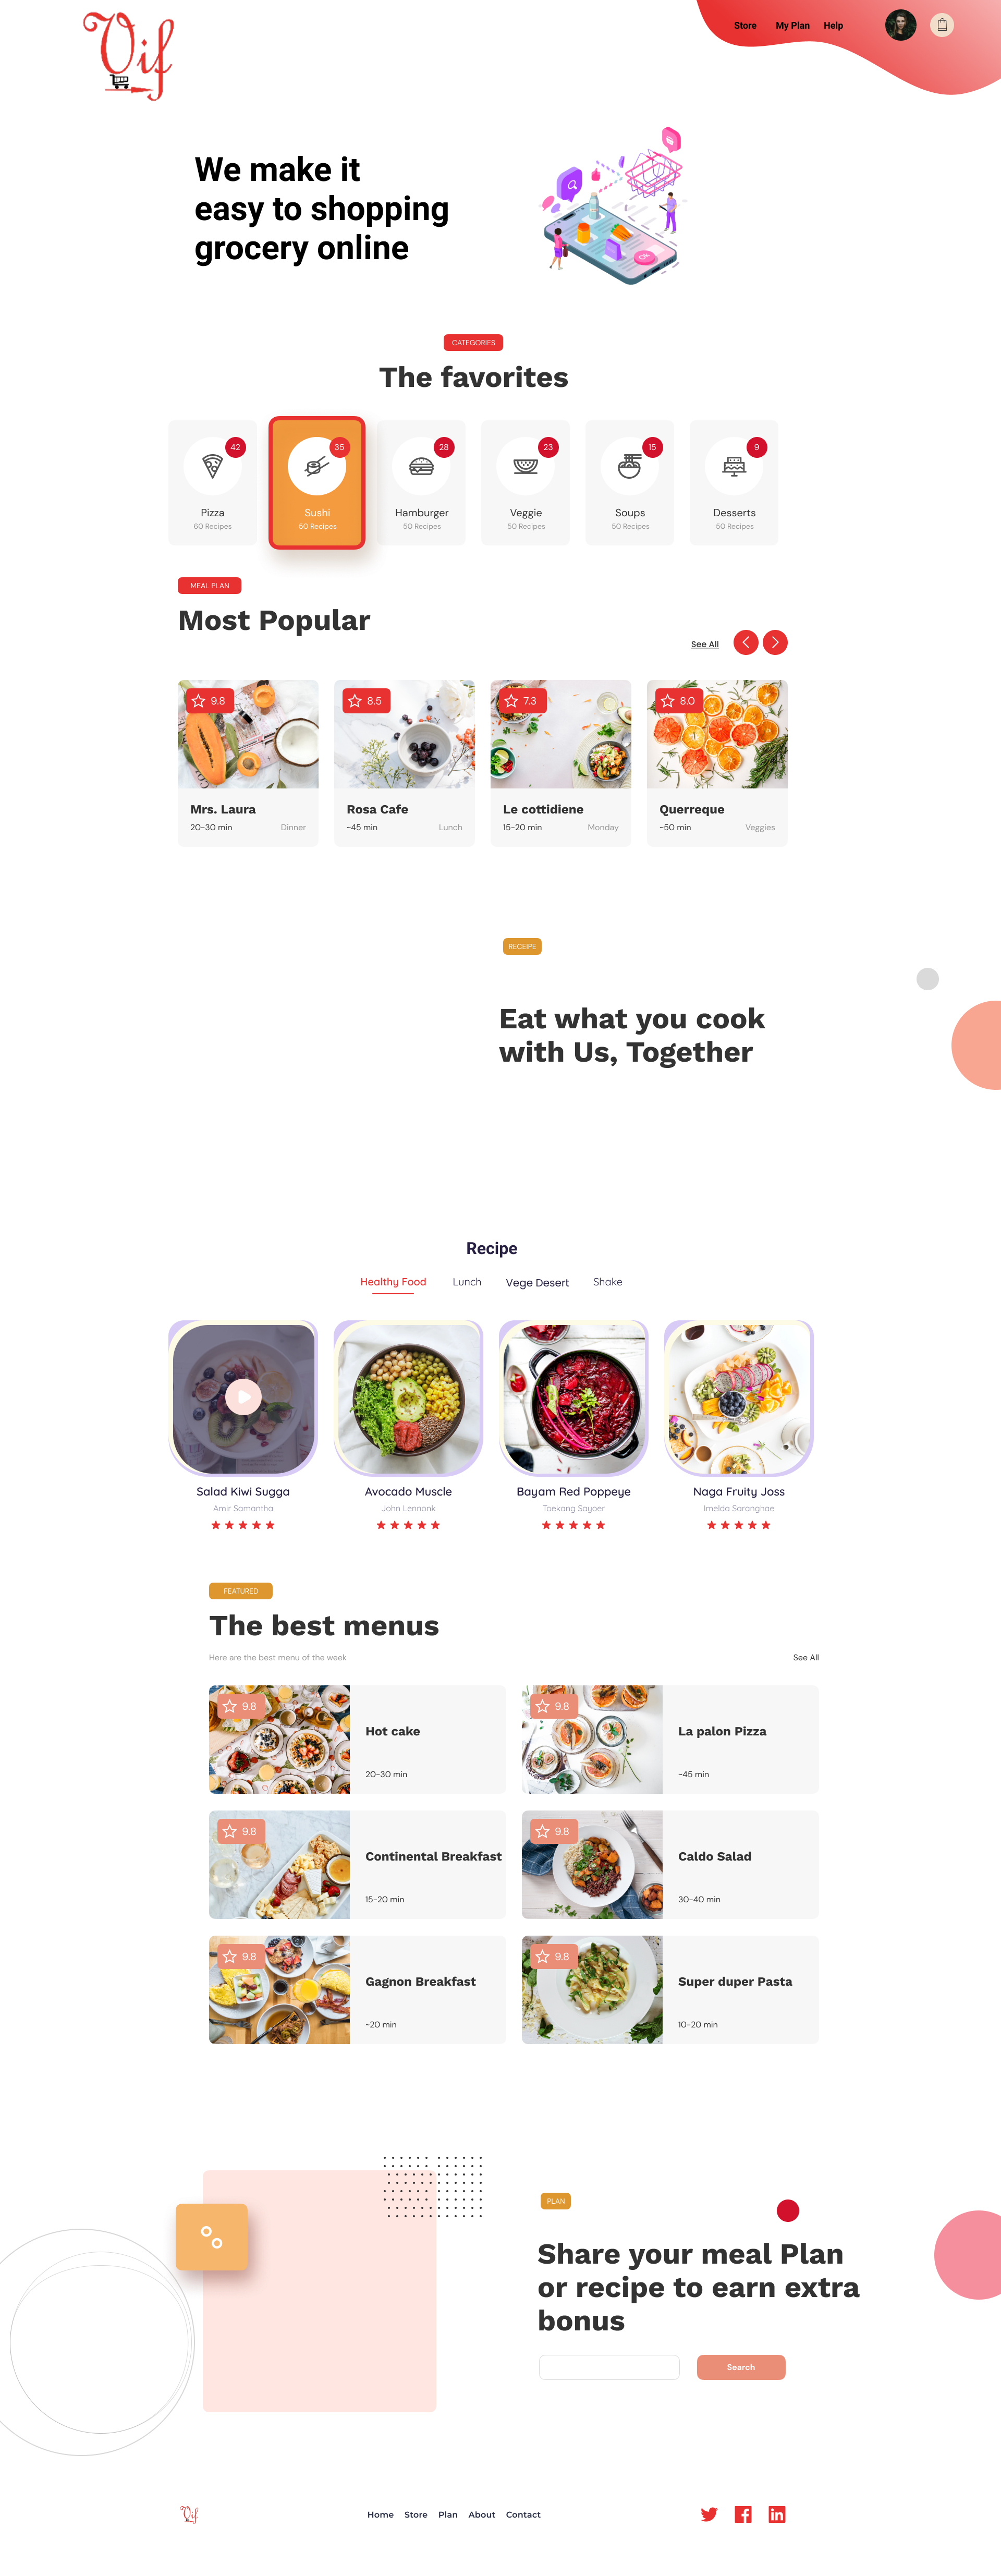 Vif
Store My Plan Help
We make it
easy to shopping
grocery online
CATEGORIES
The favorites
42
35
28
23
15
9
Pizza
Sushi
Hamburger
Veggie
Soups
Desserts
60 Recipes
50 Recipes
50 Recipes
50 Recipes
50 Recipes
50 Recipes
MEAL PLAN
Most Popular
See All
9.8
8.5
7.3
8.0
Mrs. Laura
20-30 min Dinner
Rosa Cafe
~45 min Lunch
Le cottidiene
15-20 min Monday
Querreque
~50 min Veggies
RECEIPE
Eat what you cook
with Us, Together
Recipe
Healthy Food Lunch Vege Desert Shake
Salad Kiwi Sugga
Amir Samantha
Avocado Muscle
John Lennonk
Bayam Red Poppeye
Toekang Sayoer
Naga Fruity Joss
Imelda Saranghae
FEATURED
The best menus
Here are the best menu of the week
See All
9.8
Hot cake
20-30 min
9.8
La palon Pizza
~45 min
9.8
Continental Breakfast
15-20 min
9.8
Caldo Salad
30-40 min
9.8
Gagnon Breakfast
~20 min
9.8
Super duper Pasta
10-20 min
PLAN
Share your meal Plan
or recipe to earn extra
bonus
Search
Vif
Home Store Plan About Contact